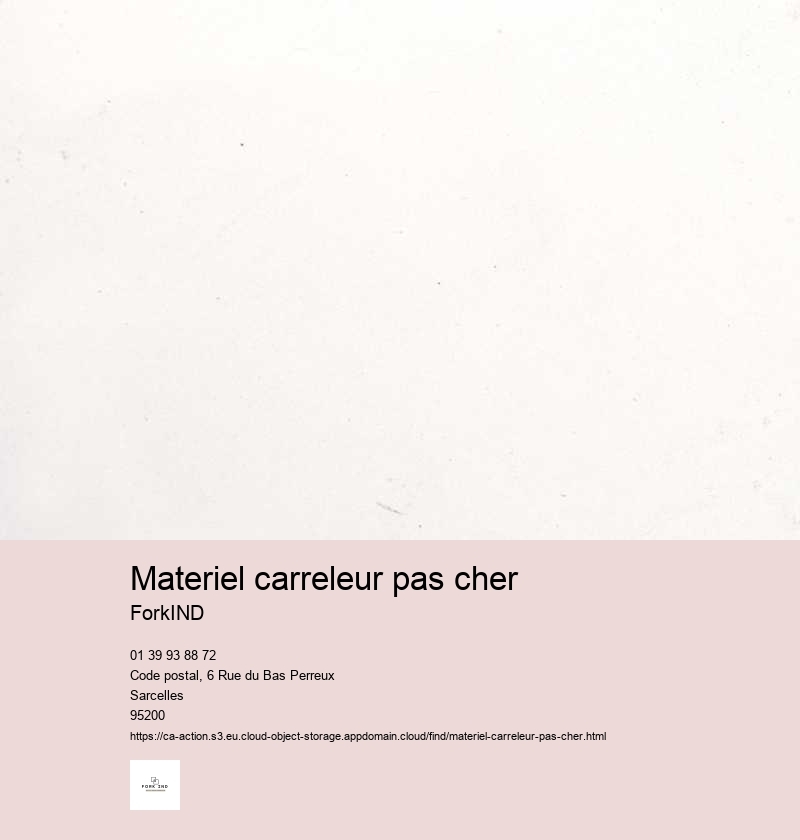 Materiel carreleur pas cher
ForkIND
01 39 93 88 72
Code postal, 6 Rue du Bas Perreux
Sarcelles
95200
https://ca-action.s3.eu.cloud-object-storage.appdomain.cloud/find/materiel-carreleur-pas-cher.html
FORK IND